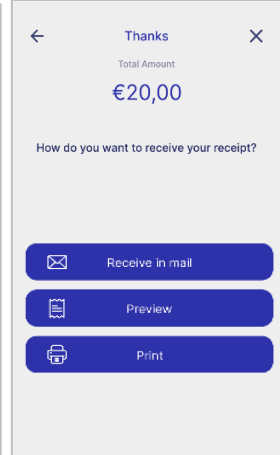 Thanks
Total Amount
€20,00
How do you want to receive your receipt?
Receive in mail
Preview
Print